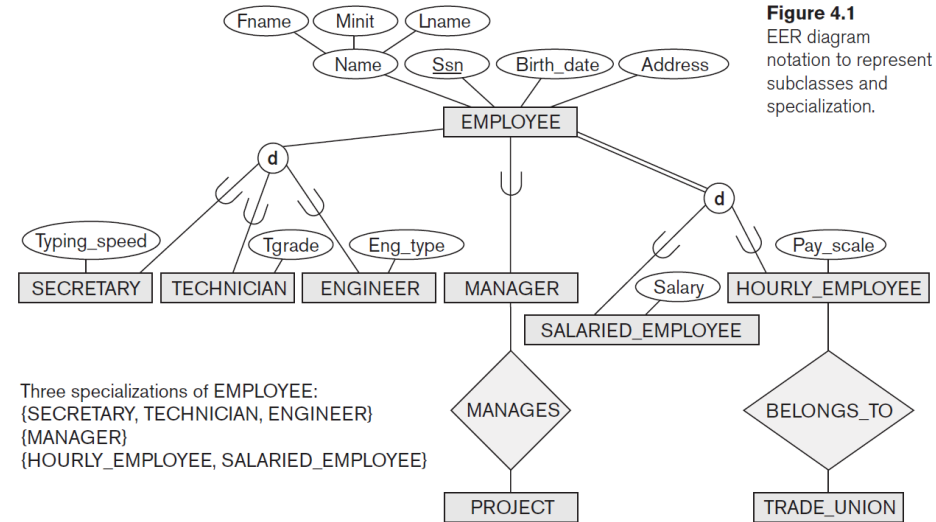 Figure 4.1
EER diagram
notation to represent
subclasses and
specialization.
Fname
Minit
Lname
Name
Ssn
Birth_date
Address
EMPLOYEE
d
d
Typing_speed
Tgrade
Eng_type
Pay_scale
SECRETARY
TECHNICIAN
ENGINEER
MANAGER
Salary
HOURLY_EMPLOYEE
SALARIED_EMPLOYEE
Three specializations of EMPLOYEE:
{SECRETARY, TECHNICIAN, ENGINEER}
{MANAGER}
{HOURLY_EMPLOYEE, SALARIED_EMPLOYEE}
MANAGES
BELONGS_TO
PROJECT
TRADE_UNION